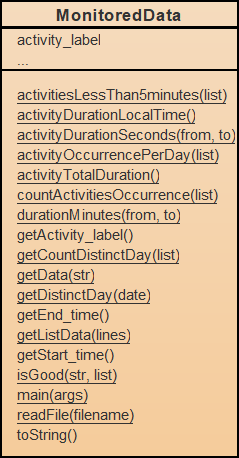 MonitoredData
activity_label
...
activitiesLessThan5minutes(list)
activityDurationLocalTime()
activityDurationSeconds(from, to)
activityOccurrencePerDay(list)
activityTotalDuration()
countActivitiesOccurrence(list)
durationMinutes(from, to)
getActivity_label()
getCountDistinctDay(list)
getData(str)
getDistinctDay(date)
getEnd_time()
getListData(lines)
getStart_time()
isGood(str, list)
main(args)
readFile(filename)
toString()